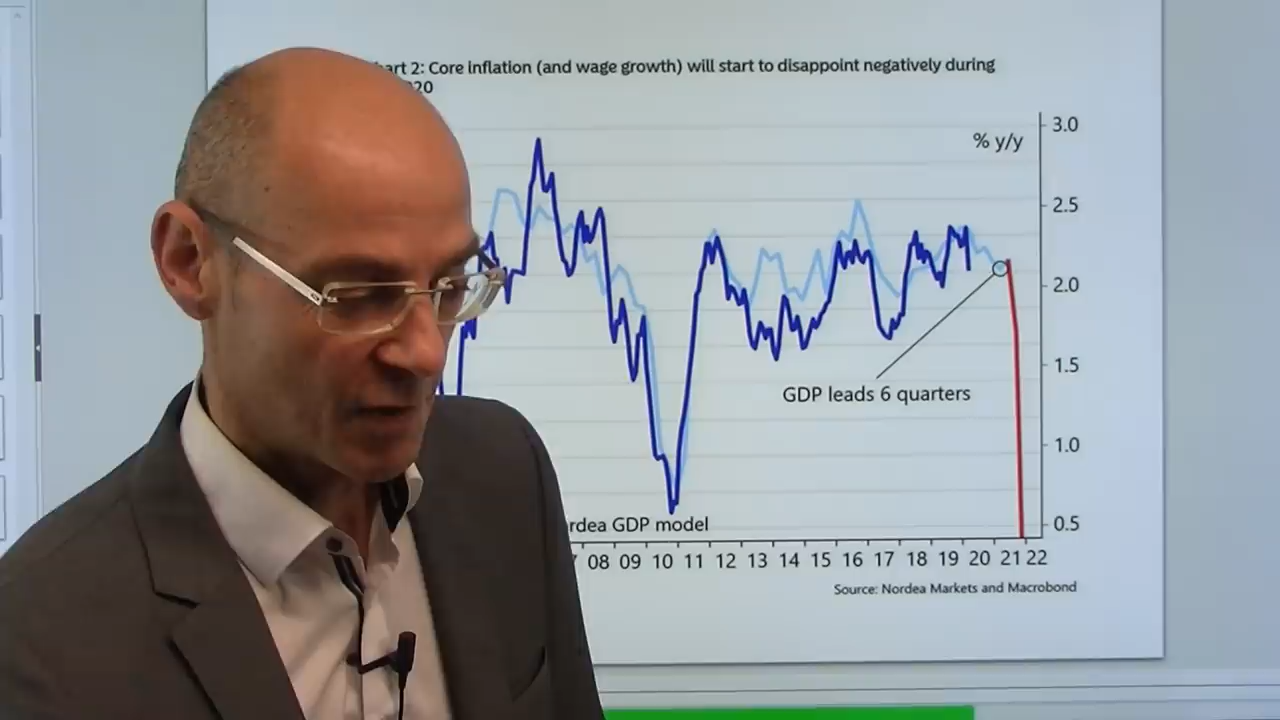 art 2: Core inflation (and wage growth) will start to disappoint negatively during
20
% y/y
3.0
2.5
2.0
1.5
GDP leads 6 quarters
1.0
rdea GDP model
0.5
08 09 10 11 12 13 14 15 16 17 18 19 20 21 22
Source: Nordea Markets and Macrobond